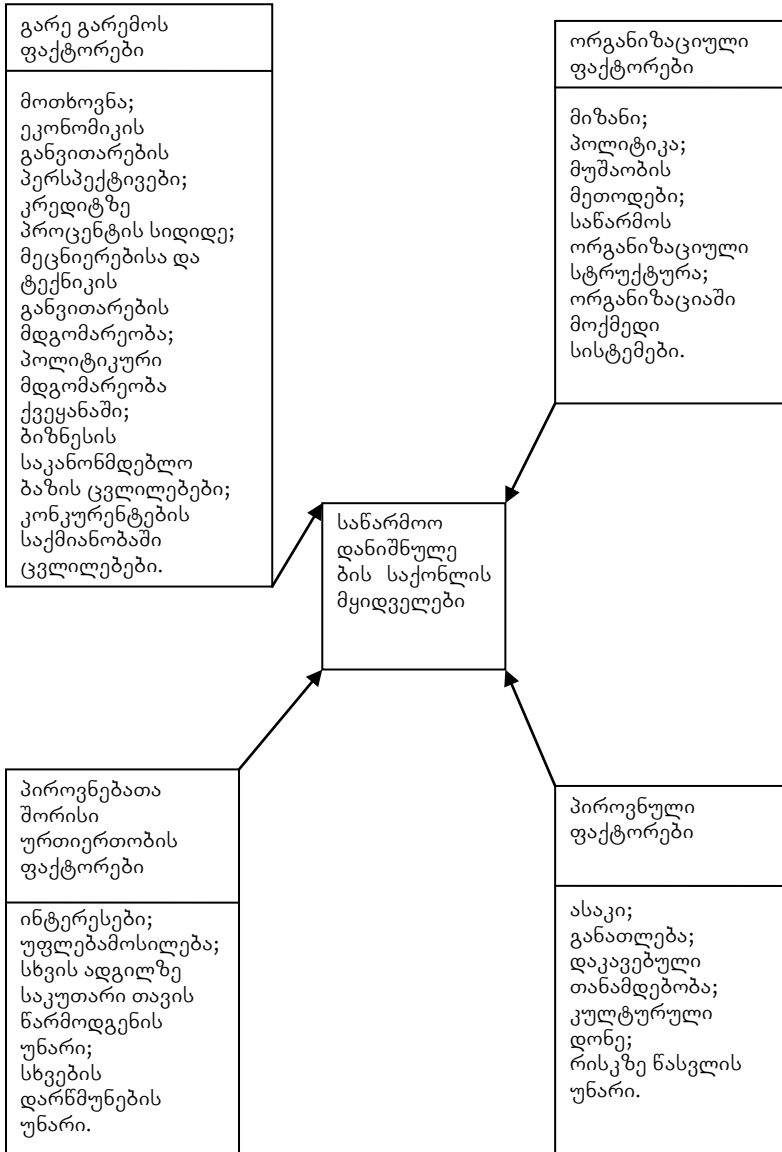 გარე გარემოს
ფაქტორები
მოთხოვნა;
ეკონომიკის
განვითარების
პერსპექტივები;
კრედიტზე
პროცენტის სიდიდე;
მეცნიერებისა და
ტექნიკის
განვითარების
მდგომარეობა;
პოლიტიკური
მდგომარეობა
ქვეყანაში;
ბიზნესის
საკანონმდებლო
ბაზის ცვლილებები;
კონკურენტების
საქმიანობაში
ცვლილებები.
ორგანიზაციული
ფაქტორები
მიზანი;
პოლიტიკა;
მუშაობის
მეთოდები;
საწარმოს
ორგანიზაციული
სტრუქტურა;
ორგანიზაციაში
მოქმედი
სისტემები.
საწარმოო
დანიშნულე
ბის საქონლის
მყიდველები
პიროვნებათა
შორისი
ურთიერთობის
ფაქტორები
ინტერესები;
უფლებამოსილება;
სხვის ადგილზე
საკუთარი თავის
წარმოდგენის
უნარი;
სხვების
დარწმუნების
უნარი.
პიროვნული
ფაქტორები
ასაკი;
განათლება;
დაკავებული
თანამდებობა;
კულტურული
დონე;
რისკზე წასვლის
უნარი.